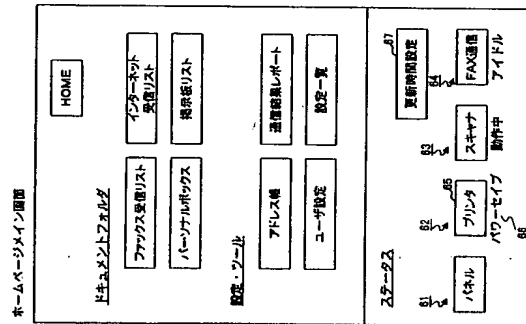 ホームページメイン画面
HOME
ドキュメントフォルダ
ファックス受信リスト
インターネット
受信リスト
パーソナルボックス
掲示板リスト
設定・ツール
アドレス帳
通信結果レポート
ユーザ設定
設定一覧
ステータス
更新時間設定
67
61
62
63
64
パネル
プリンタ
65
スキャナ
FAX通信
パワーセイブ
66
動作中
アイドル